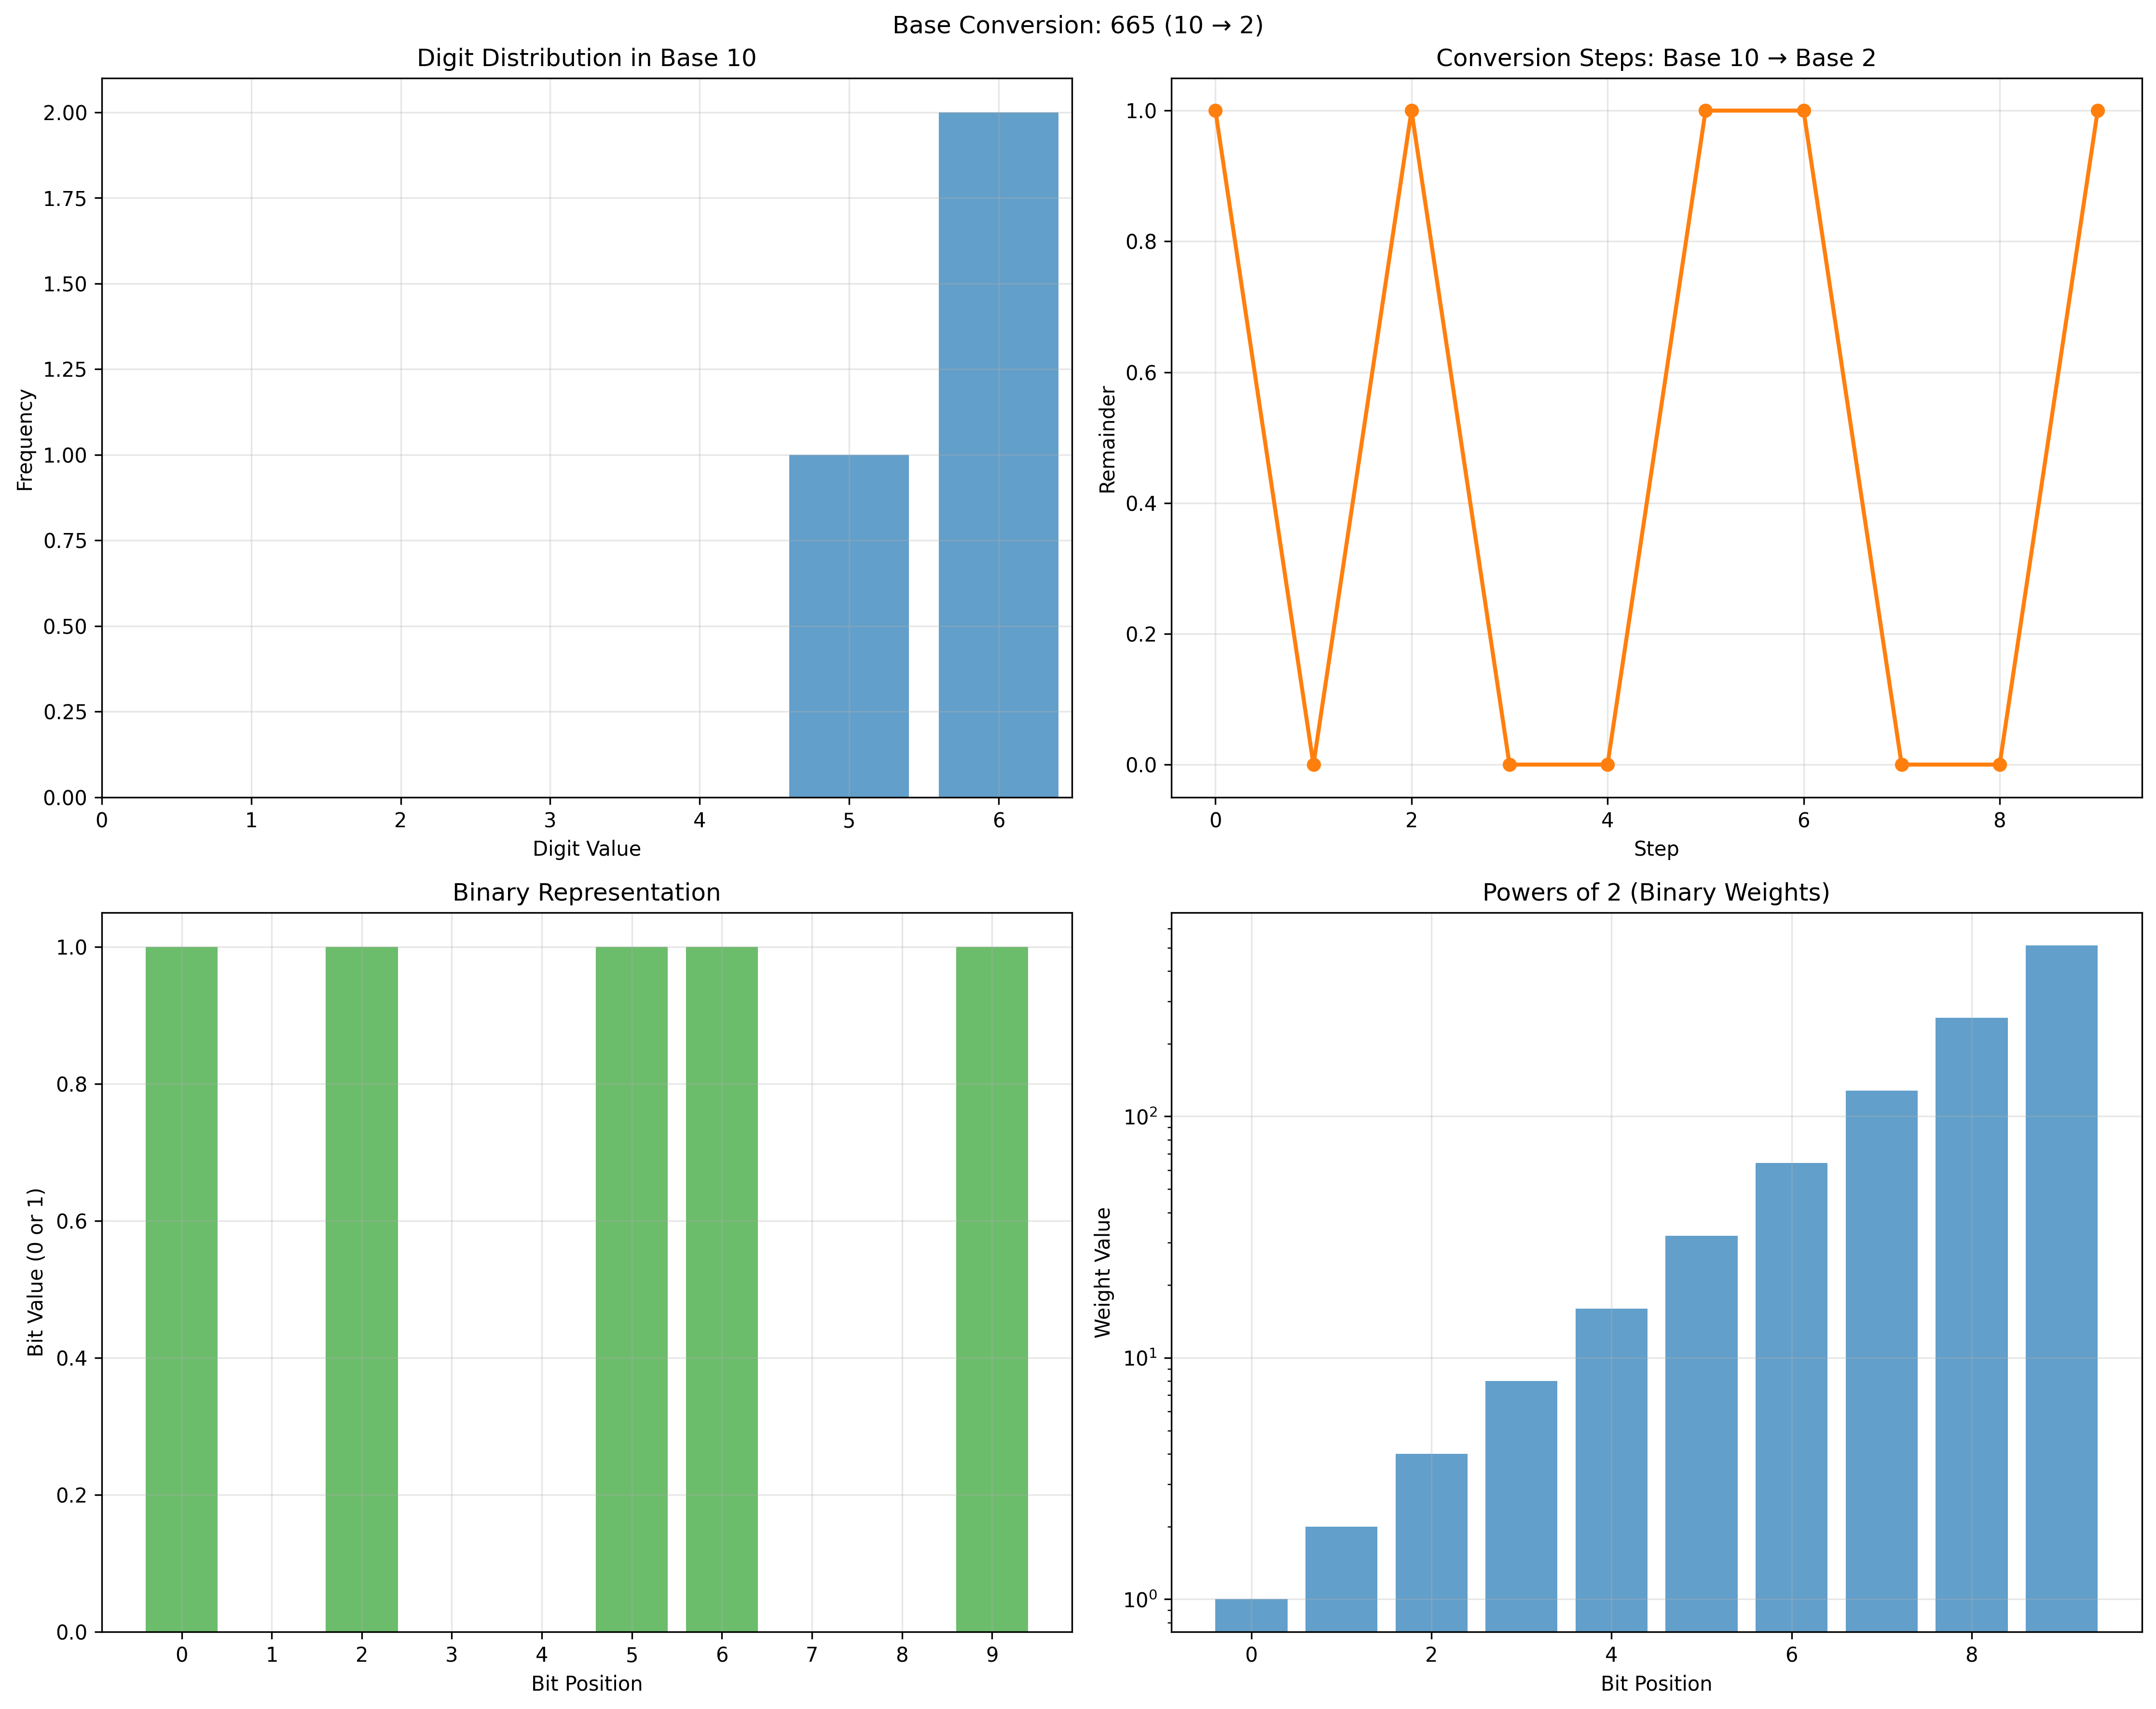 Base Conversion: 665 (10 → 2)
Digit Distribution in Base 10
Frequency
2.00
1.75
1.50
1.25
1.00
0.75
0.50
0.25
0.00
0 1 2 3 4 5 6
Digit Value
Conversion Steps: Base 10 → Base 2
Remainder
1.0
0.8
0.6
0.4
0.2
0.0
0 2 4 6 8
Step
Binary Representation
Bit Value (0 or 1)
1.0
0.8
0.6
0.4
0.2
0.0
0 1 2 3 4 5 6 7 8 9
Bit Position
Powers of 2 (Binary Weights)
Weight Value
10²
10¹
10⁰
0 2 4 6 8
Bit Position